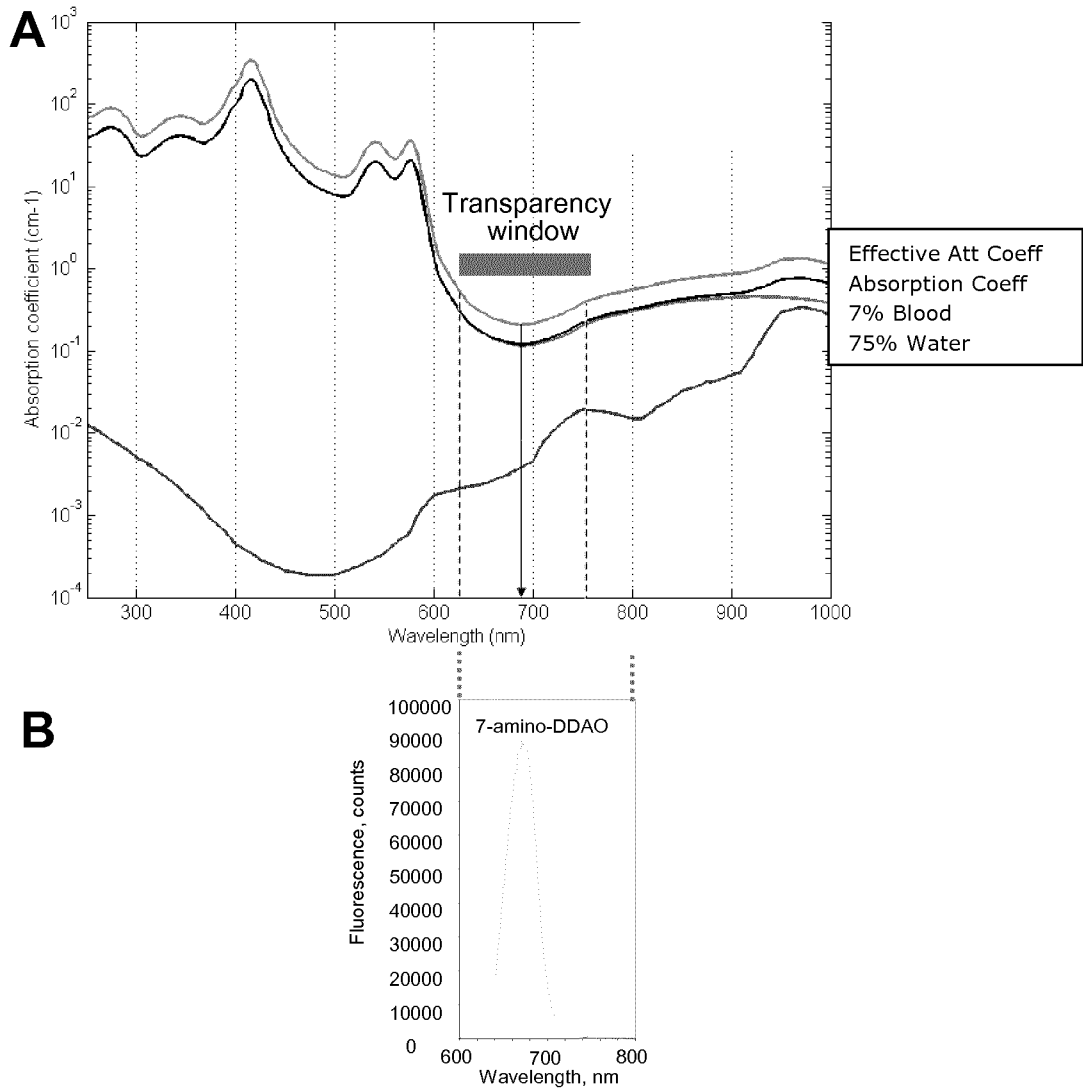 A
10^3
10^2
10^1
10^0
10^-1
10^-2
10^-3
10^-4
Absorption coefficient (cm-1)
Transparency
window
Effective Att Coeff
Absorption Coeff
7% Blood
75% Water
300 400 500 600 700 800 900 1000
Wavelength (nm)
B
7-amino-DDAO
100000
90000
80000
70000
60000
50000
40000
30000
20000
10000
0
Fluorescence, counts
600 700 800
Wavelength, nm